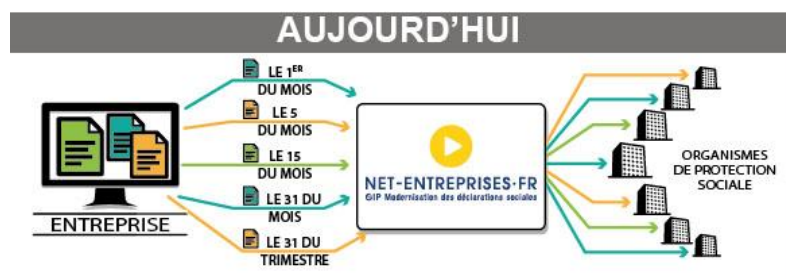 AUJOURD'HUI
LE 1ER
DU MOIS
LE 5
DU MOIS
LE 15
DU MOIS
LE 31 DU
MOIS
LE 31 DU
TRIMESTRE
ENTREPRISE
NET-ENTREPRISES·FR
GIP Modernisation des déclarations sociales
ORGANISMES
DE PROTECTION
SOCIALE